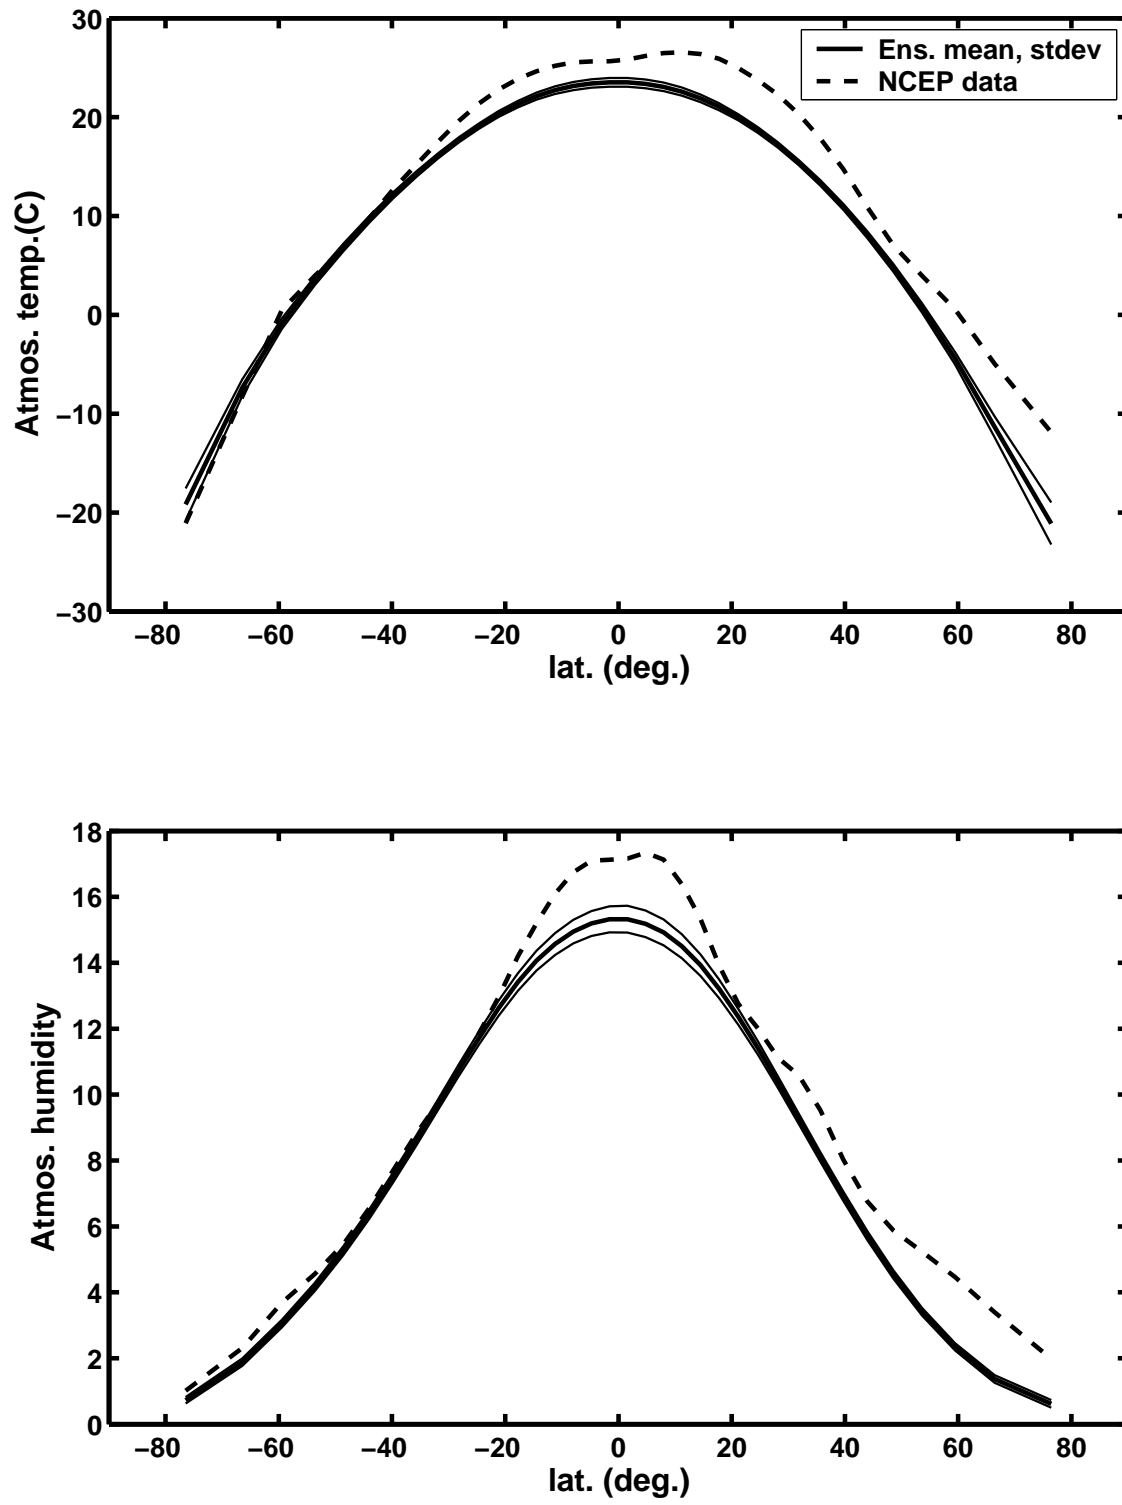 30
20
10
0
−10
−20
−30
Atmos. temp.(C)
Ens. mean, stdev
NCEP data
−80 −60 −40 −20 0 20 40 60 80
lat. (deg.)
18
16
14
12
10
8
6
4
2
0
Atmos. humidity
−80 −60 −40 −20 0 20 40 60 80
lat. (deg.)